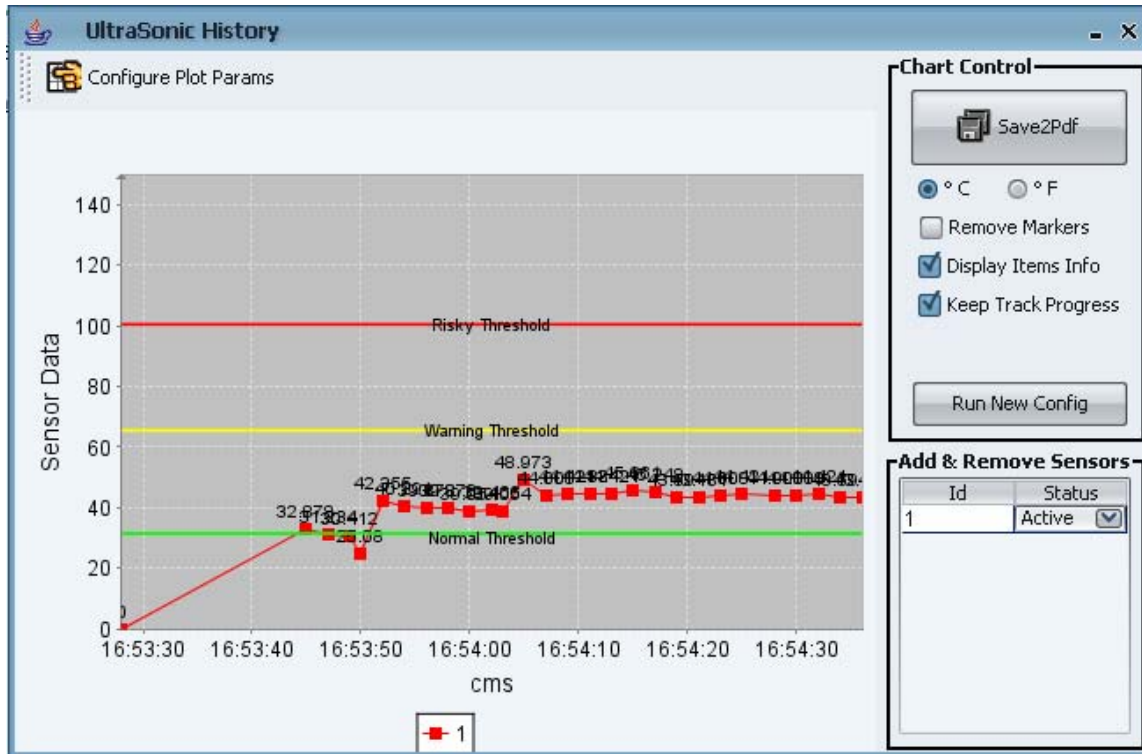 UltraSonic History
Configure Plot Params
Chart Control
Save2Pdf
° C ° F
Remove Markers
Display Items Info
Keep Track Progress
Run New Config
Add & Remove Sensors
Id Status
1 Active
Sensor Data
140
120
100
80
60
40
20
0
Risky Threshold
Warning Threshold
Normal Threshold
48.973
32.878
16:53:30 16:53:40 16:53:50 16:54:00 16:54:10 16:54:20 16:54:30
cms
1